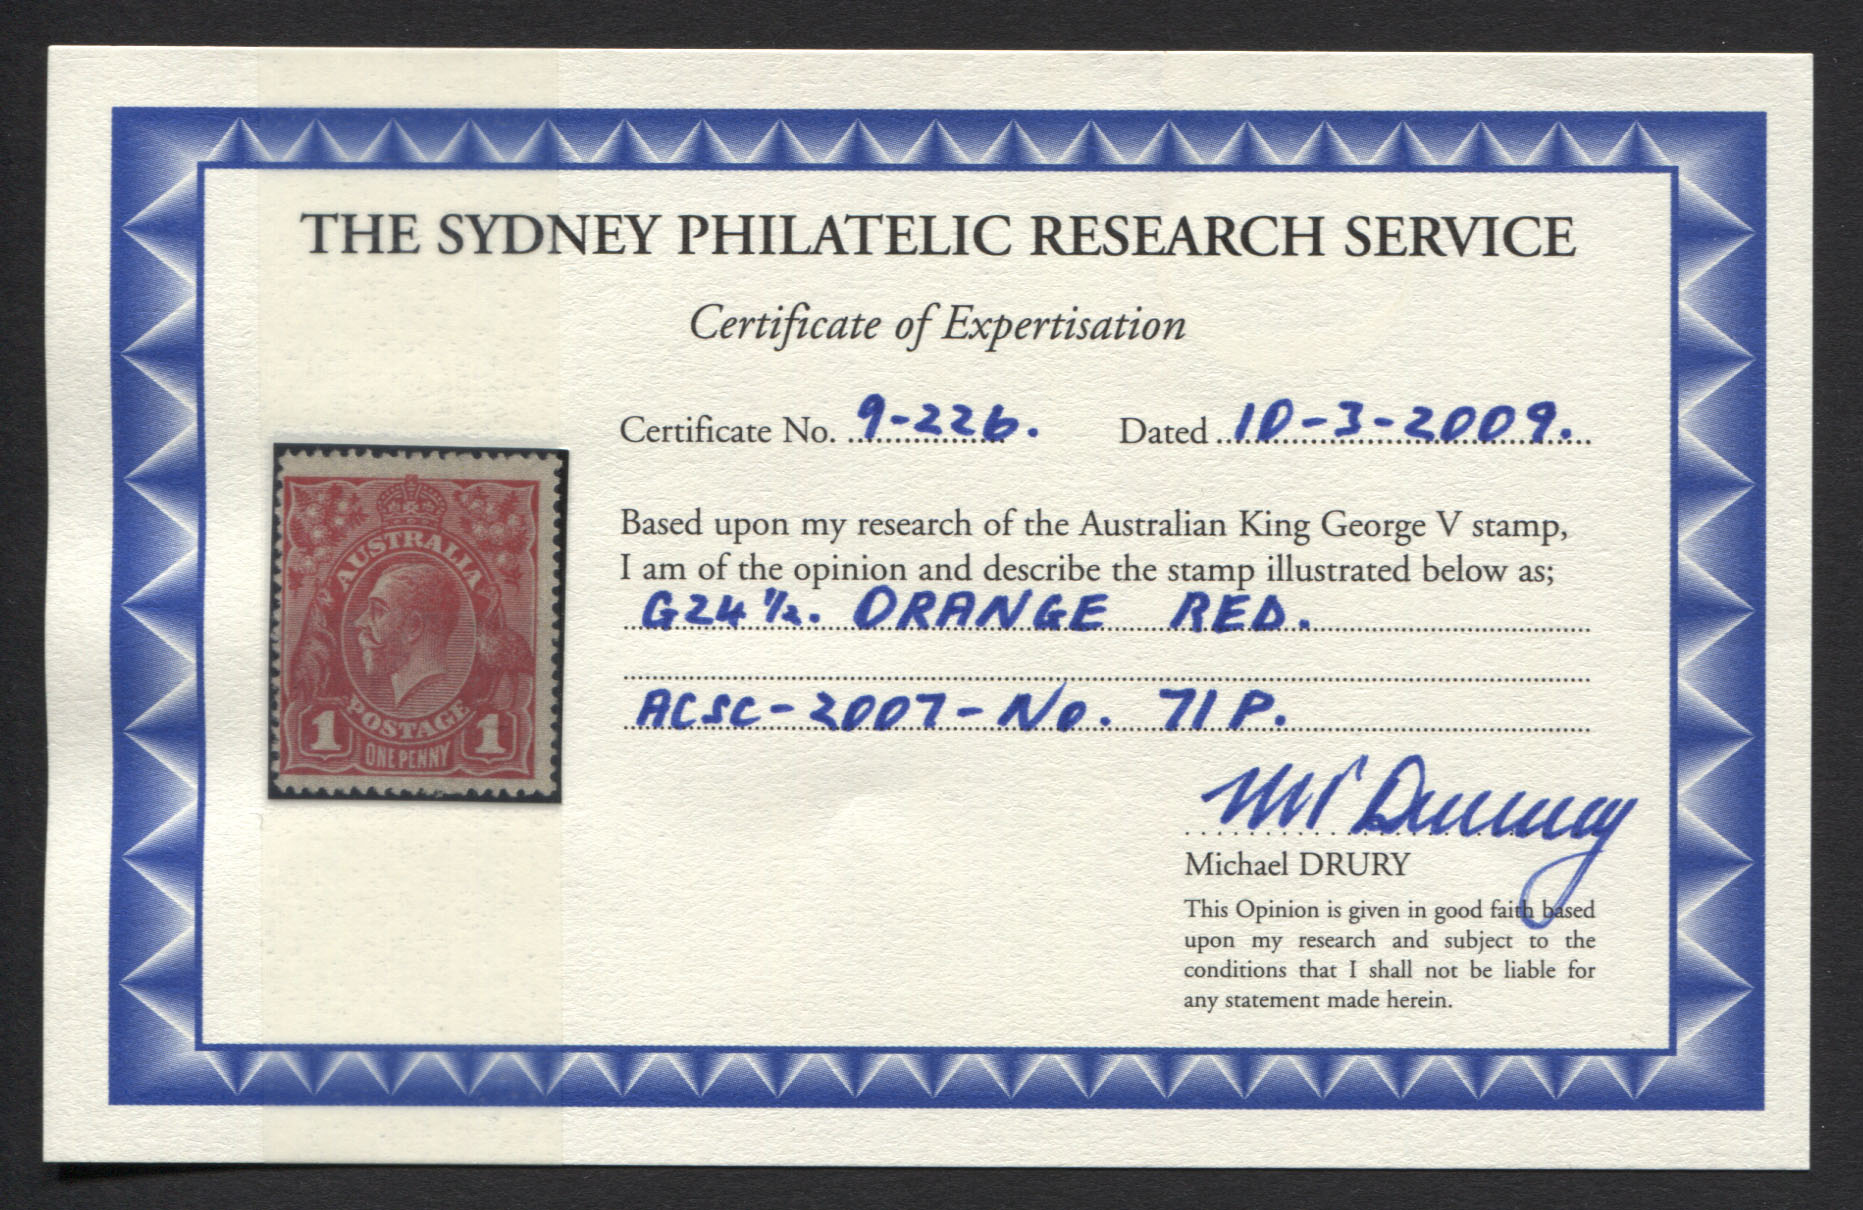 THE SYDNEY PHILATELIC RESEARCH SERVICE
Certificate of Expertisation
Certificate No. 9-226. Dated 10-3-2009.
Based upon my research of the Australian King George V stamp,
I am of the opinion and describe the stamp illustrated below as;
G24 ½. ORANGE RED.
ACSC-2007-No. 71P.
AUSTRALIA
POSTAGE
1 ONE PENNY 1
M P Drury
Michael DRURY
This Opinion is given in good faith based
upon my research and subject to the
conditions that I shall not be liable for
any statement made herein.